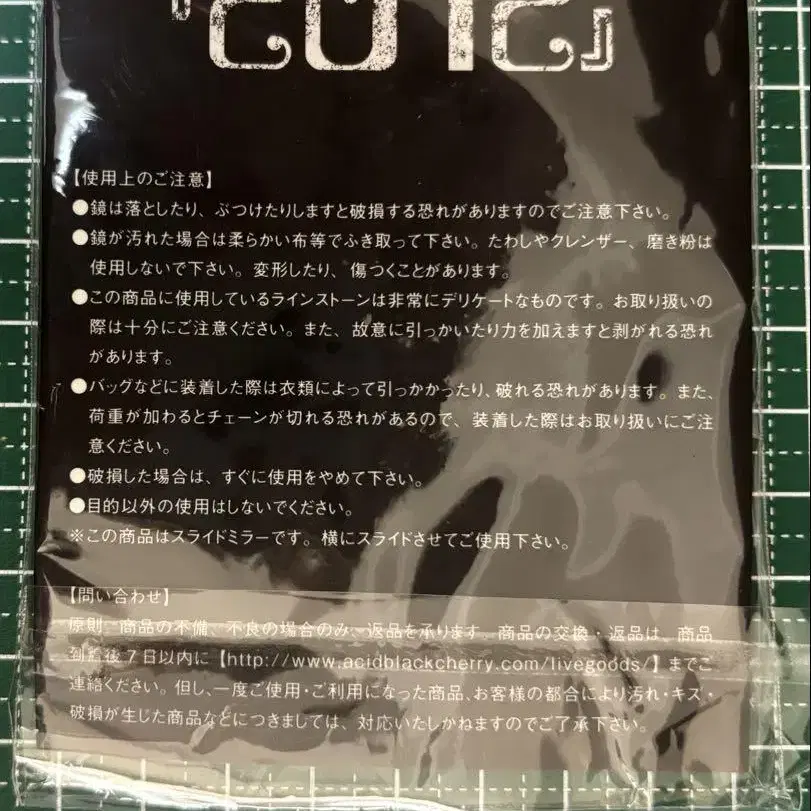 『2012』
【使用上のご注意】
●鏡は落としたり、ぶつけたりしますと破損する恐れがありますのでご注意下さい。
●鏡が汚れた場合は柔らかい布等でふき取って下さい。たわしやクレンザー、磨き粉は
使用しないで下さい。変形したり、傷つくことがあります。
●この商品に使用しているラインストーンは非常にデリケートなものです。お取り扱いの
際は十分にご注意ください。また、故意に引っかいたり力を加えますと剥がれる恐れ
があります。
●バッグなどに装着した際は衣類によって引っかかったり、破れる恐れがあります。また、
荷重が加わるとチェーンが切れる恐れがあるので、装着した際はお取り扱いにご注
意ください。
●破損した場合は、すぐに使用をやめて下さい。
●目的以外の使用はしないでください。
※この商品はスライドミラーです。横にスライドさせてご使用下さい。
【問い合わせ】
原則、商品の不備、不良の場合のみ、返品を承ります。商品の交換・返品は、商品
到着後7日以内に【http://www.acidblackcherry.com/livegoods/】までご
連絡ください。但し、一度ご使用・ご利用になった商品、お客様の都合により汚れ・キズ・
破損が生じた商品などにつきましては、対応いたしかねますのでご了承下さい。